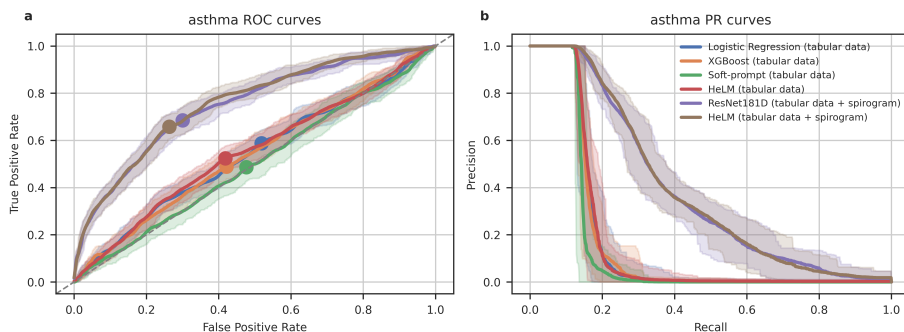 a
asthma ROC curves
True Positive Rate
1.0
0.8
0.6
0.4
0.2
0.0
0.0 0.2 0.4 0.6 0.8 1.0
False Positive Rate
b
asthma PR curves
Precision
1.0
0.8
0.6
0.4
0.2
0.0
Logistic Regression (tabular data)
XGBoost (tabular data)
Soft-prompt (tabular data)
HeLM (tabular data)
ResNet181D (tabular data + spirogram)
HeLM (tabular data + spirogram)
0.0 0.2 0.4 0.6 0.8 1.0
Recall